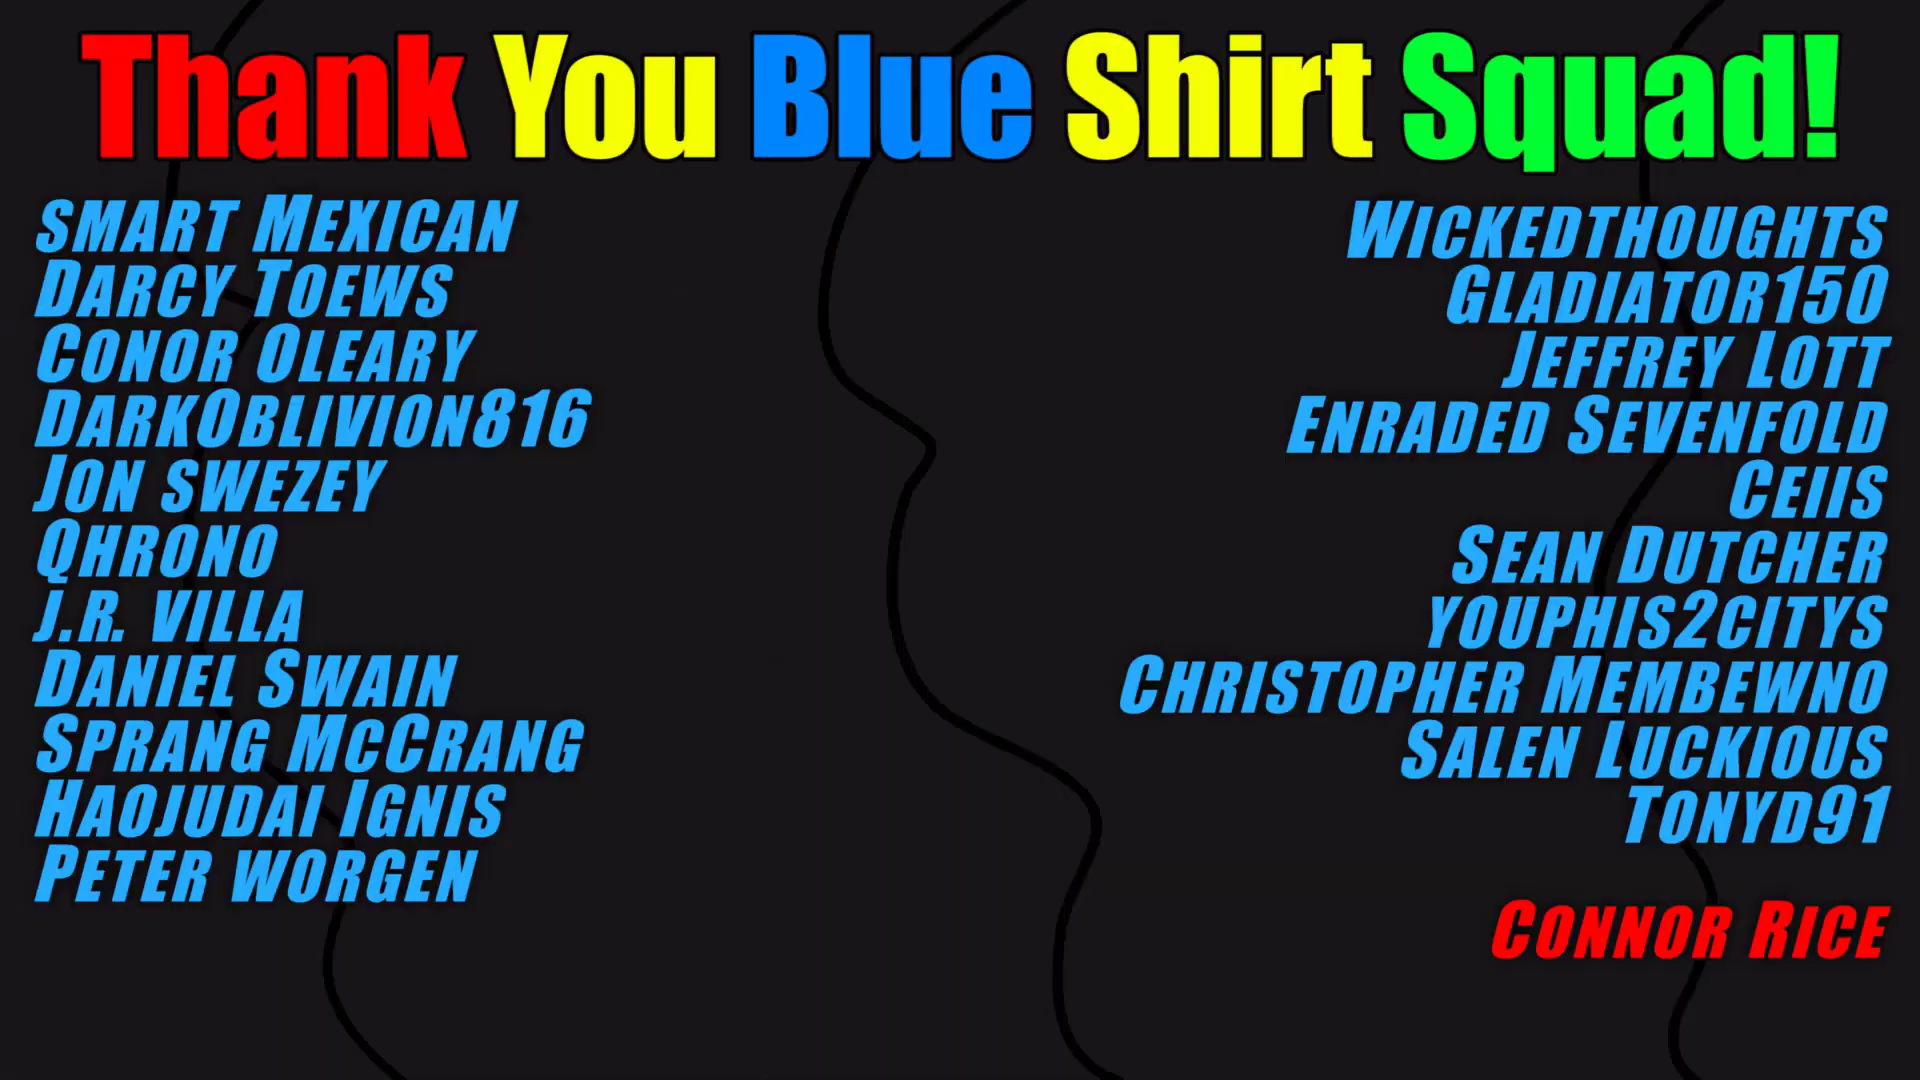 Thank You Blue Shirt Squad!
SMART MEXICAN
DARCY TOEWS
CONOR OLEARY
DARKOBLIVION816
JON SWEZEY
QHRONO
J.R. VILLA
DANIEL SWAIN
SPRANG MCCRANG
HAOJUDAI IGNIS
PETER WORGEN
WICKEDTHOUGHTS
GLADIATOR150
JEFFREY LOTT
ENRADED SEVENFOLD
CEIIS
SEAN DUTCHER
YOUPHIS2CITYS
CHRISTOPHER MEMBEWNO
SALEN LUCKIOUS
TONYD91
CONNOR RICE